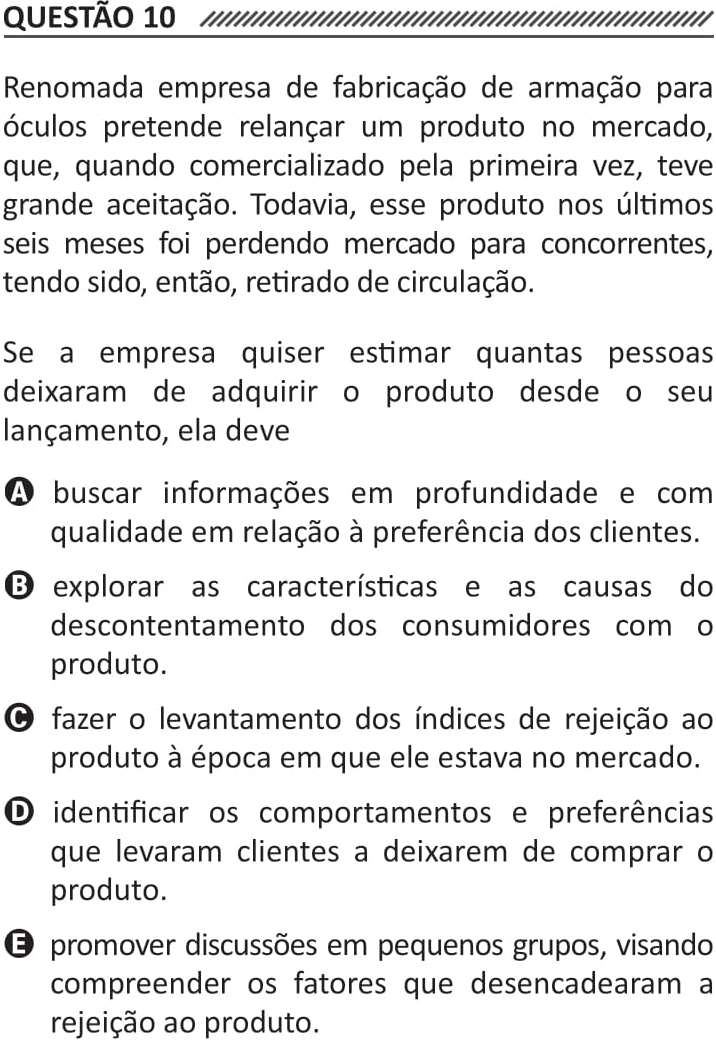 QUESTÃO 10
Renomada empresa de fabricação de armação para
óculos pretende relançar um produto no mercado,
que, quando comercializado pela primeira vez, teve
grande aceitação. Todavia, esse produto nos últimos
seis meses foi perdendo mercado para concorrentes,
tendo sido, então, retirado de circulação.
Se a empresa quiser estimar quantas pessoas
deixaram de adquirir o produto desde o seu
lançamento, ela deve
A buscar informações em profundidade e com
qualidade em relação à preferência dos clientes.
B explorar as características e as causas do
descontentamento dos consumidores com o
produto.
C fazer o levantamento dos índices de rejeição ao
produto à época em que ele estava no mercado.
D identificar os comportamentos e preferências
que levaram clientes a deixarem de comprar o
produto.
E promover discussões em pequenos grupos, visando
compreender os fatores que desencadearam a
rejeição ao produto.